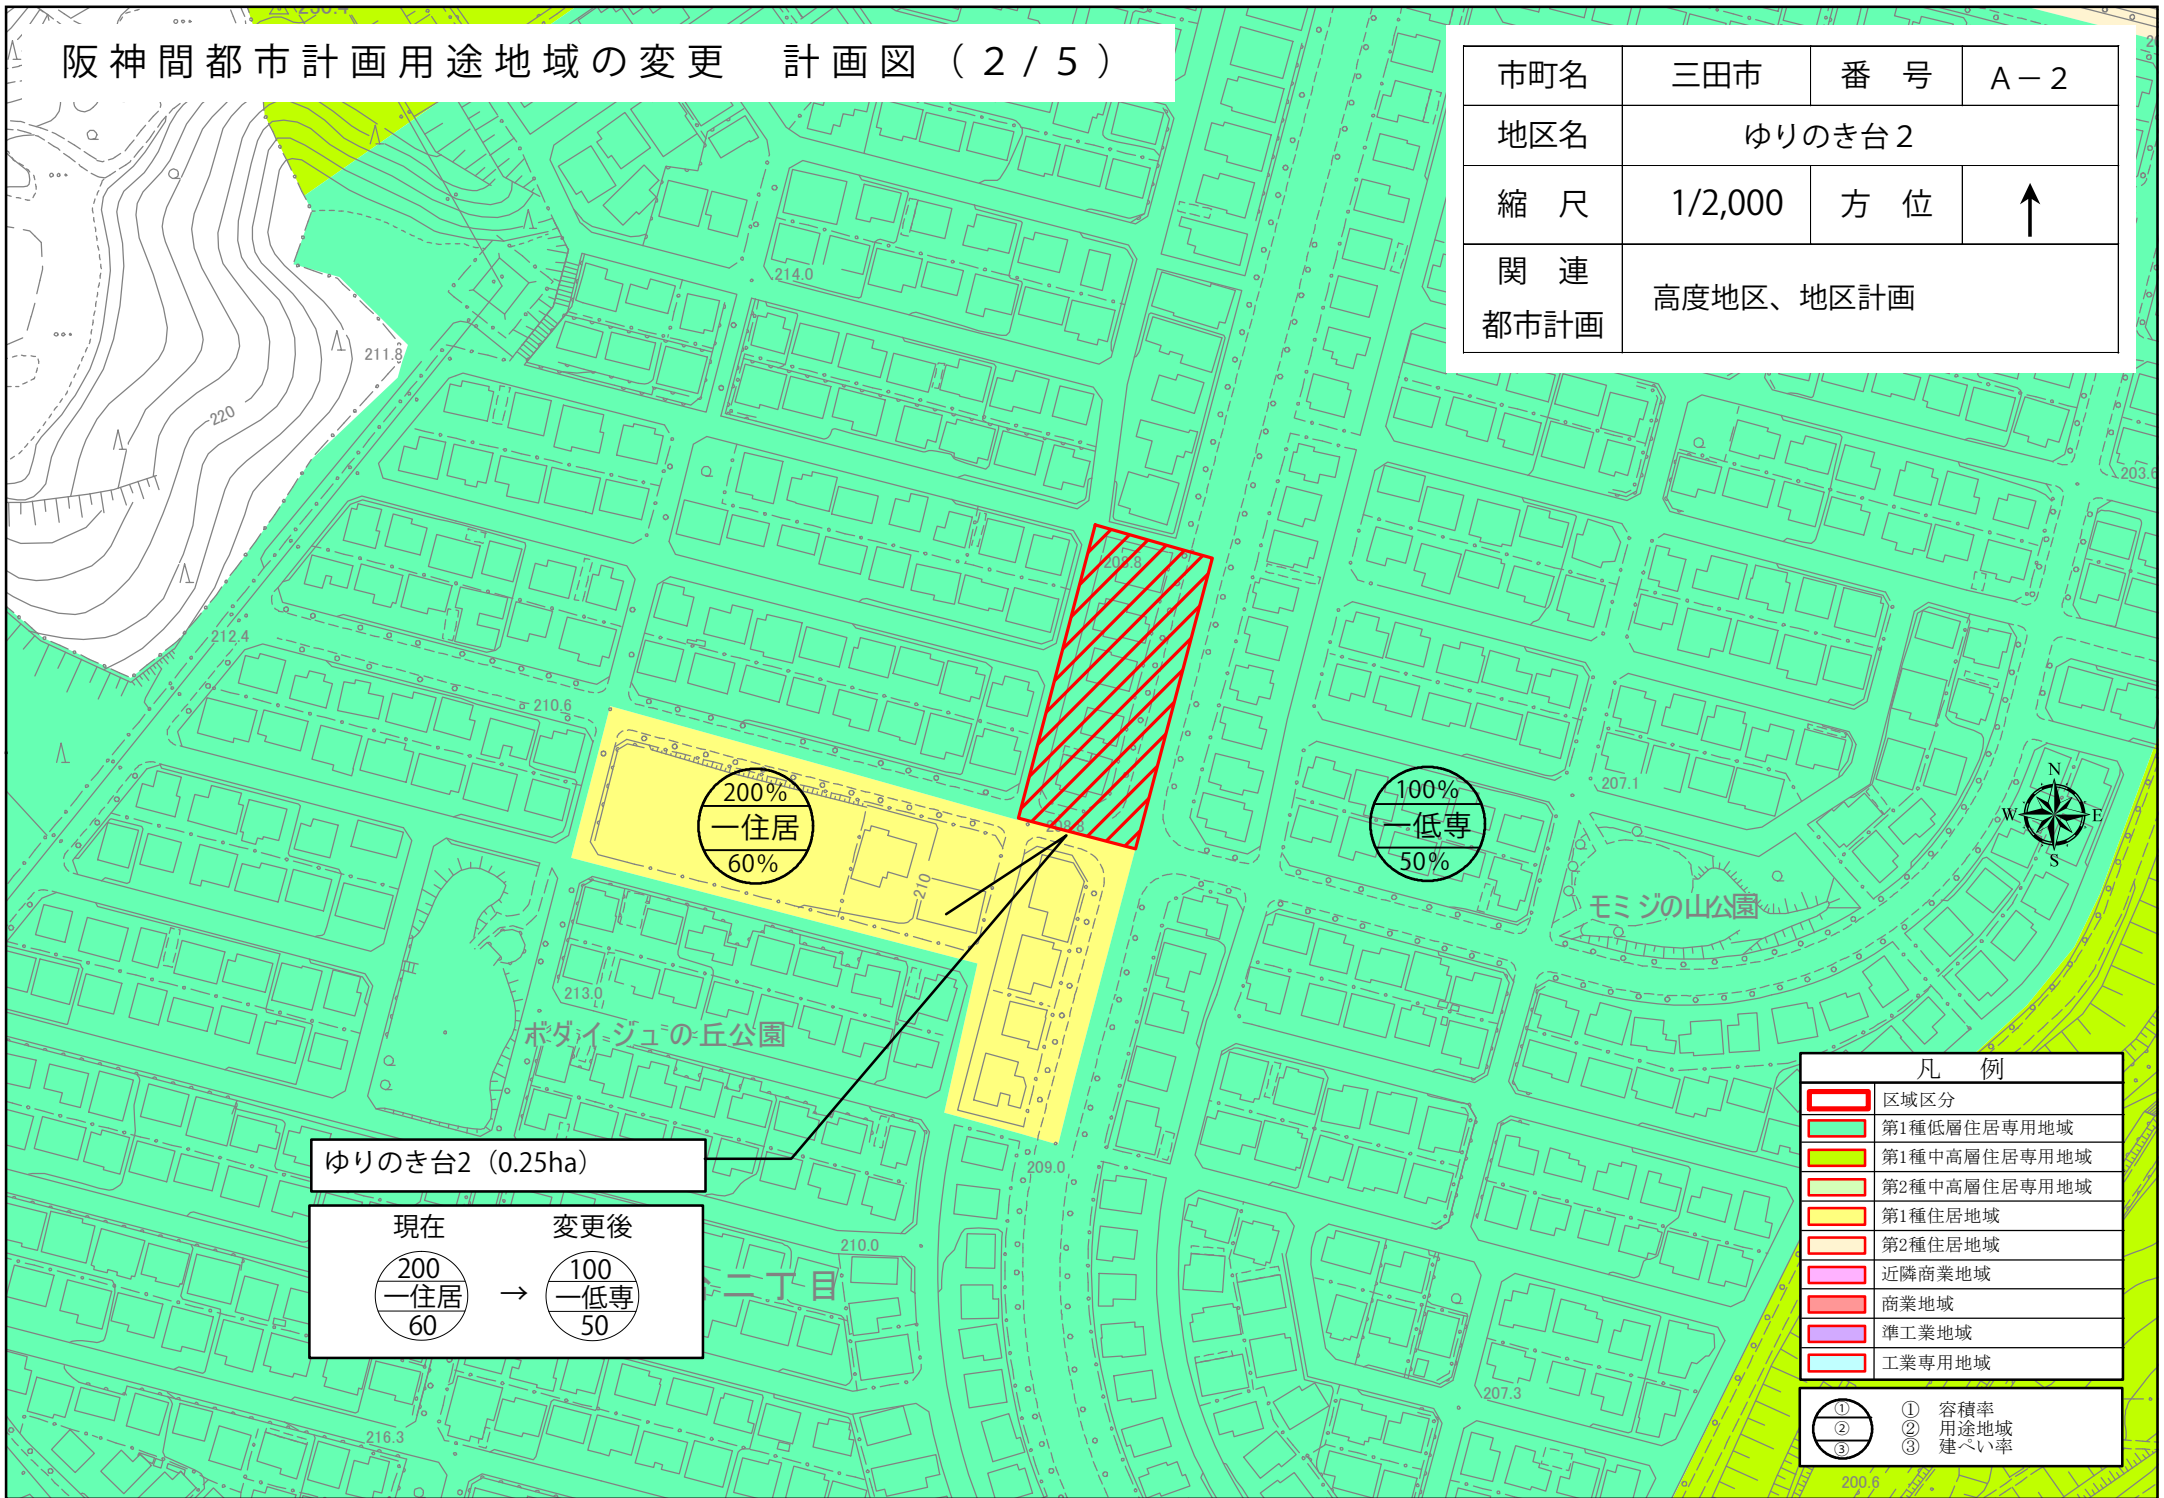 阪神間都市計画用途地域の変更　計画図（２/５）
市町名 三田市 番　号 Ａ－２
地区名 ゆりのき台２
縮　尺 1/2,000 方　位 ↑
関　連
都市計画 高度地区、地区計画
214.0
211.8
220
203.6
208.8
212.4
210.6
200%
一住居
60%
100%
一低専
50%
207.1
N
W E
S
208.8
210
モミジの山公園
213.0
ボダイジュの丘公園
209.0
210.0
二丁目
216.3
207.3
200.6
ゆりのき台2（0.25ha）
現在 変更後
200 100
一住居 → 一低専
60 50
凡　例
区域区分
第1種低層住居専用地域
第1種中高層住居専用地域
第2種中高層住居専用地域
第1種住居地域
第2種住居地域
近隣商業地域
商業地域
準工業地域
工業専用地域
① ① 容積率
② ② 用途地域
③ ③ 建ぺい率